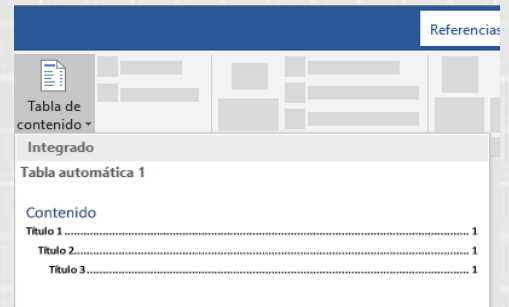 Referencias
Tabla de
contenido
Integrado
Tabla automática 1
Contenido
Título 1 ........................................................................................................ 1
Título 2..................................................................................................... 1
Título 3.................................................................................................. 1